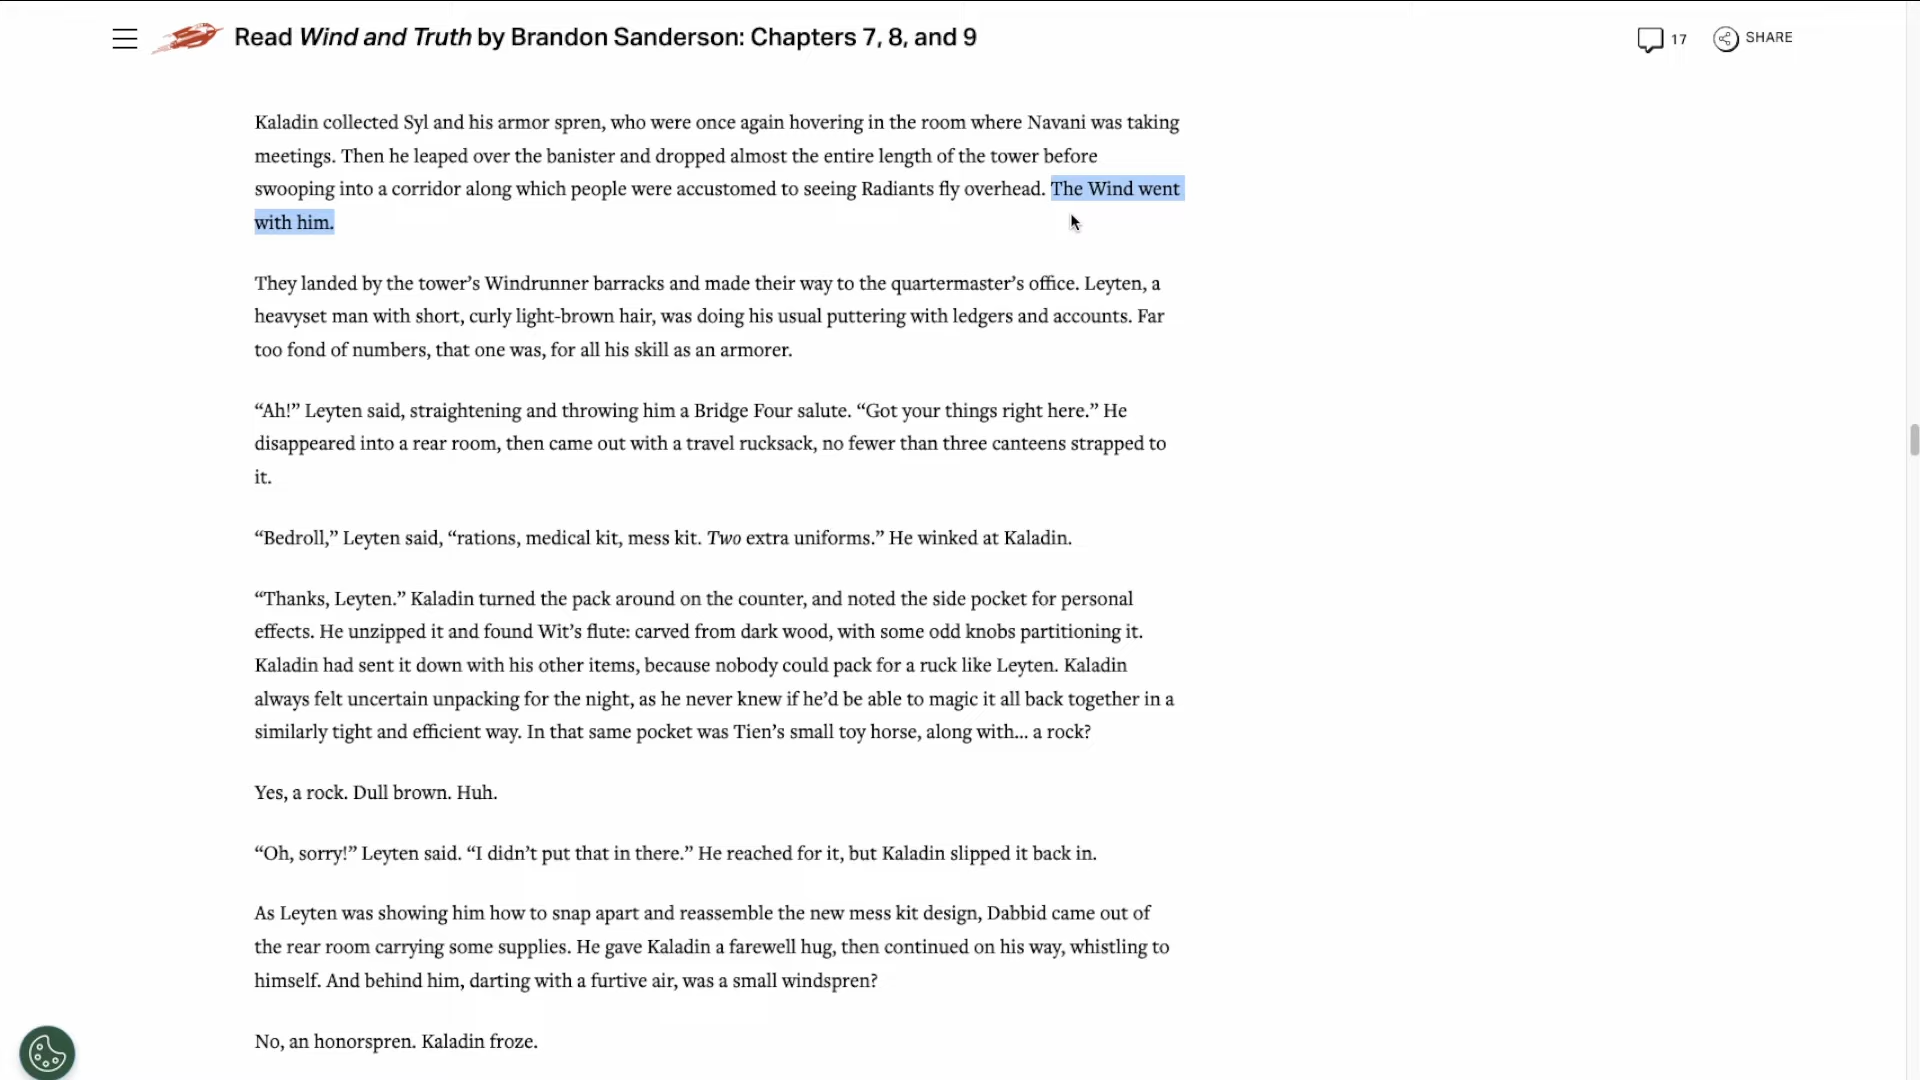 Read Wind and Truth by Brandon Sanderson: Chapters 7, 8, and 9
17
SHARE
Kaladin collected Syl and his armor spren, who were once again hovering in the room where Navani was taking
meetings. Then he leaped over the banister and dropped almost the entire length of the tower before
swooping into a corridor along which people were accustomed to seeing Radiants fly overhead. The Wind went
with him.
They landed by the tower’s Windrunner barracks and made their way to the quartermaster’s office. Leyten, a
heavyset man with short, curly light-brown hair, was doing his usual puttering with ledgers and accounts. Far
too fond of numbers, that one was, for all his skill as an armorer.
“Ah!” Leyten said, straightening and throwing him a Bridge Four salute. “Got your things right here.” He
disappeared into a rear room, then came out with a travel rucksack, no fewer than three canteens strapped to
it.
“Bedroll,” Leyten said, “rations, medical kit, mess kit. Two extra uniforms.” He winked at Kaladin.
“Thanks, Leyten.” Kaladin turned the pack around on the counter, and noted the side pocket for personal
effects. He unzipped it and found Wit’s flute: carved from dark wood, with some odd knobs partitioning it.
Kaladin had sent it down with his other items, because nobody could pack for a ruck like Leyten. Kaladin
always felt uncertain unpacking for the night, as he never knew if he’d be able to magic it all back together in a
similarly tight and efficient way. In that same pocket was Tien’s small toy horse, along with… a rock?
Yes, a rock. Dull brown. Huh.
“Oh, sorry!” Leyten said. “I didn’t put that in there.” He reached for it, but Kaladin slipped it back in.
As Leyten was showing him how to snap apart and reassemble the new mess kit design, Dabbid came out of
the rear room carrying some supplies. He gave Kaladin a farewell hug, then continued on his way, whistling to
himself. And behind him, darting with a furtive air, was a small windspren?
No, an honorspren. Kaladin froze.